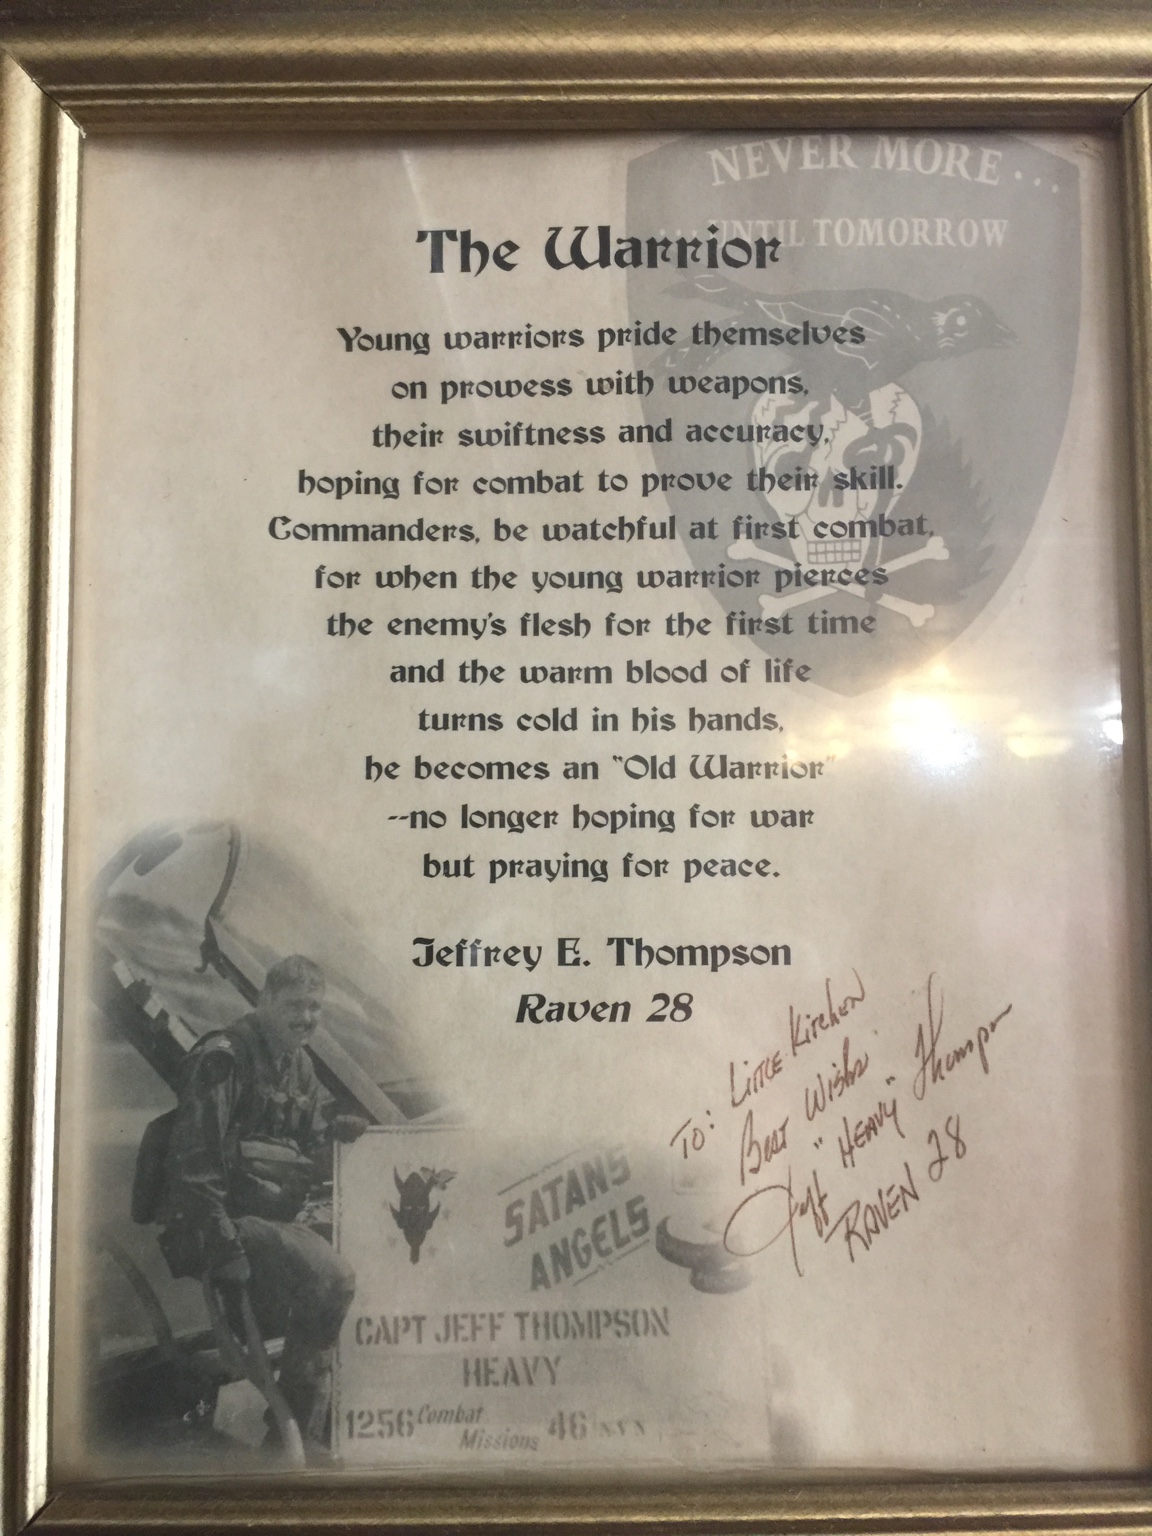 NEVER MORE...
...UNTIL TOMORROW
The Warrior
Young warriors pride themselves
on prowess with weapons,
their swiftness and accuracy,
hoping for combat to prove their skill.
Commanders, be watchful at first combat,
for when the young warrior pierces
the enemy's flesh for the first time
and the warm blood of life
turns cold in his hands,
he becomes an "Old Warrior"
--no longer hoping for war
but praying for peace.
Jeffrey E. Thompson
Raven 28
TO: LITTLE KITCHEN
BEST WISHES
Jeff "HEAVY" Thompson
RAVEN 28
SATANS
ANGELS
CAPT JEFF THOMPSON
HEAVY
1256 Combat Missions 46 NVN